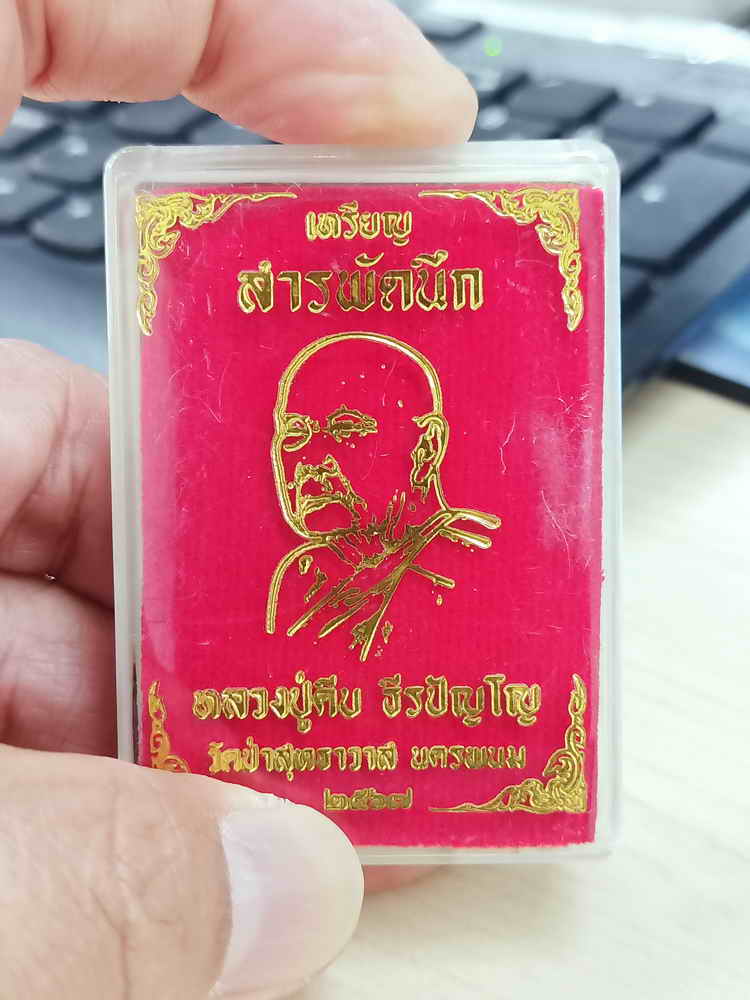 เหรียญ
สารพัดนึก
หลวงปู่คีบ ธีรปัญโญ
วัดป่าสุทธาวาส นครพนม
๒๕๖๗